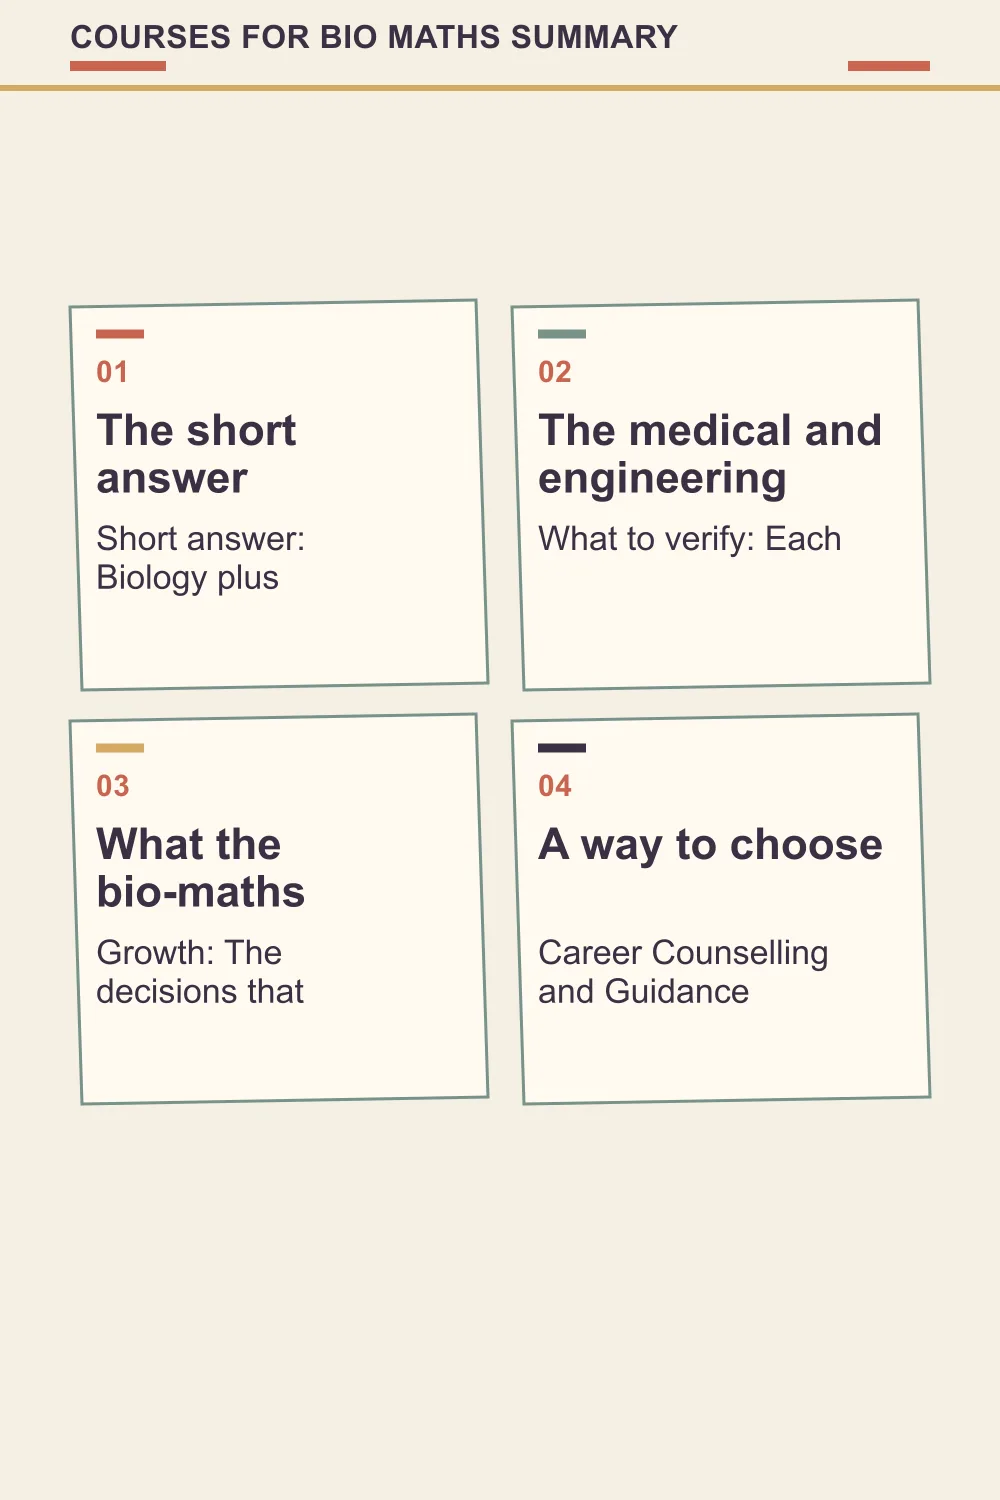 COURSES FOR BIO MATHS SUMMARY
01
The short
answer
Short answer:
Biology plus
02
The medical and
engineering
What to verify: Each
03
What the
bio-maths
Growth: The
decisions that
04
A way to choose
Career Counselling
and Guidance